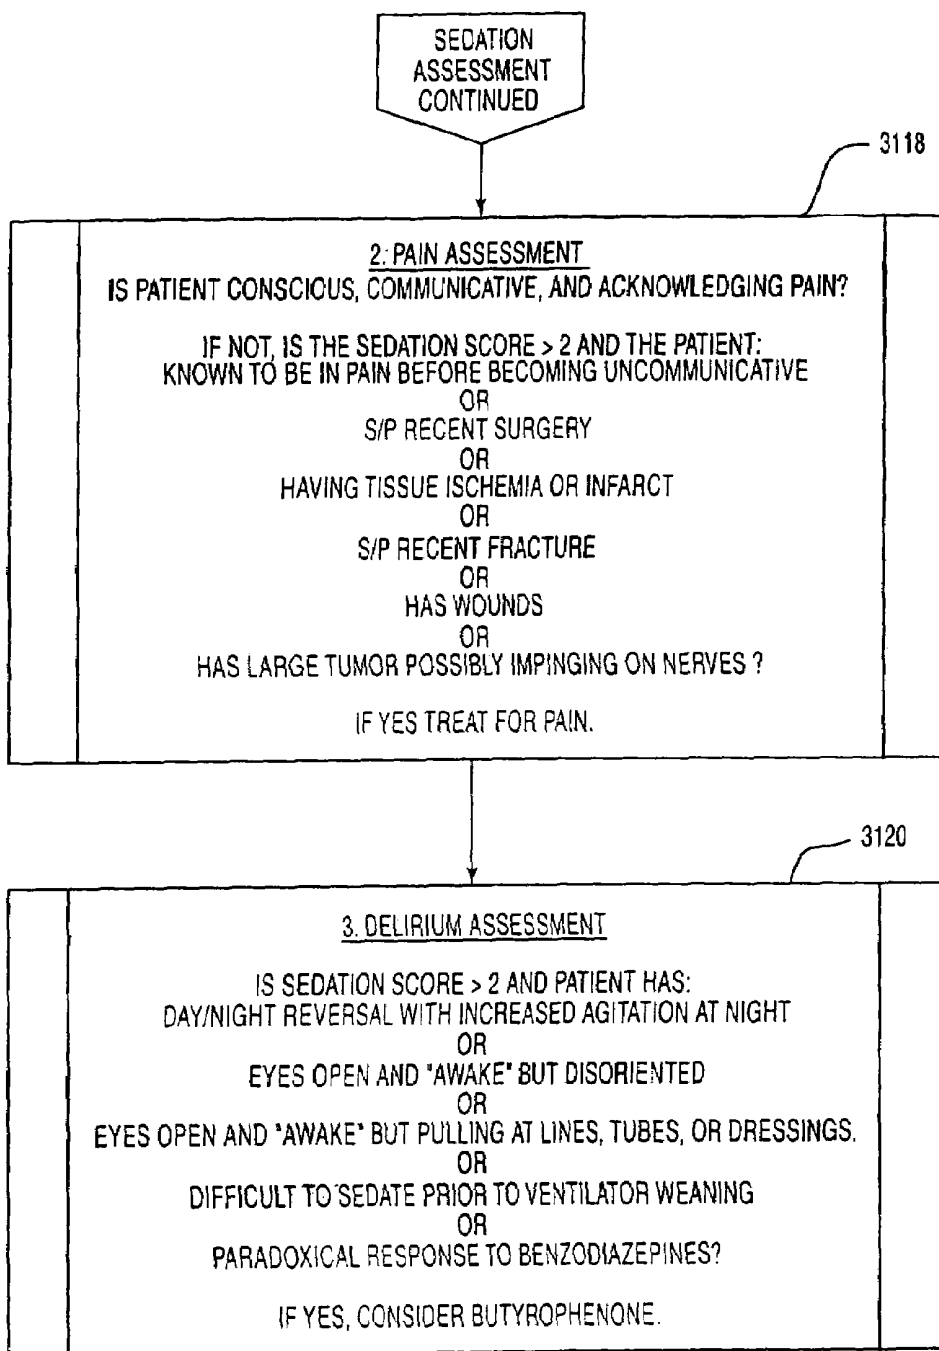 SEDATION
ASSESSMENT
CONTINUED
3118
2. PAIN ASSESSMENT
IS PATIENT CONSCIOUS, COMMUNICATIVE, AND ACKNOWLEDGING PAIN?
IF NOT, IS THE SEDATION SCORE > 2 AND THE PATIENT:
KNOWN TO BE IN PAIN BEFORE BECOMING UNCOMMUNICATIVE
OR
S/P RECENT SURGERY
OR
HAVING TISSUE ISCHEMIA OR INFARCT
OR
S/P RECENT FRACTURE
OR
HAS WOUNDS
OR
HAS LARGE TUMOR POSSIBLY IMPINGING ON NERVES ?
IF YES TREAT FOR PAIN.
3120
3. DELIRIUM ASSESSMENT
IS SEDATION SCORE > 2 AND PATIENT HAS:
DAY/NIGHT REVERSAL WITH INCREASED AGITATION AT NIGHT
OR
EYES OPEN AND "AWAKE" BUT DISORIENTED
OR
EYES OPEN AND "AWAKE" BUT PULLING AT LINES, TUBES, OR DRESSINGS.
OR
DIFFICULT TO SEDATE PRIOR TO VENTILATOR WEANING
OR
PARADOXICAL RESPONSE TO BENZODIAZEPINES?
IF YES, CONSIDER BUTYROPHENONE.